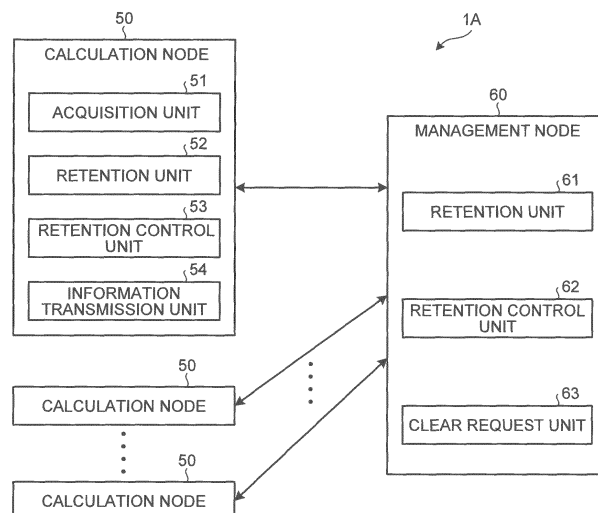 50
1A
CALCULATION NODE
51
ACQUISITION UNIT
52
RETENTION UNIT
53
RETENTION CONTROL
UNIT
54
INFORMATION
TRANSMISSION UNIT
60
MANAGEMENT NODE
61
RETENTION UNIT
62
RETENTION CONTROL
UNIT
63
CLEAR REQUEST UNIT
50
CALCULATION NODE
50
CALCULATION NODE